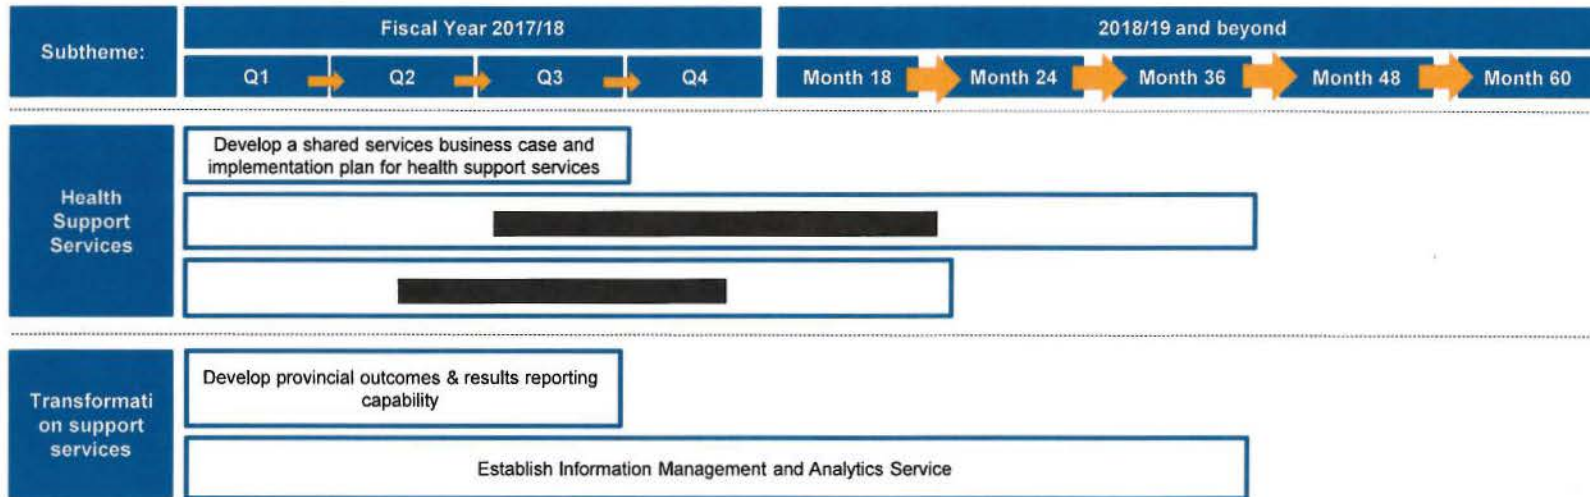 Subtheme:
Fiscal Year 2017/18
2018/19 and beyond
Q1
Q2
Q3
Q4
Month 18
Month 24
Month 36
Month 48
Month 60
Health
Support
Services
Develop a shared services business case and
implementation plan for health support services
Transformati
on support
services
Develop provincial outcomes & results reporting
capability
Establish Information Management and Analytics Service